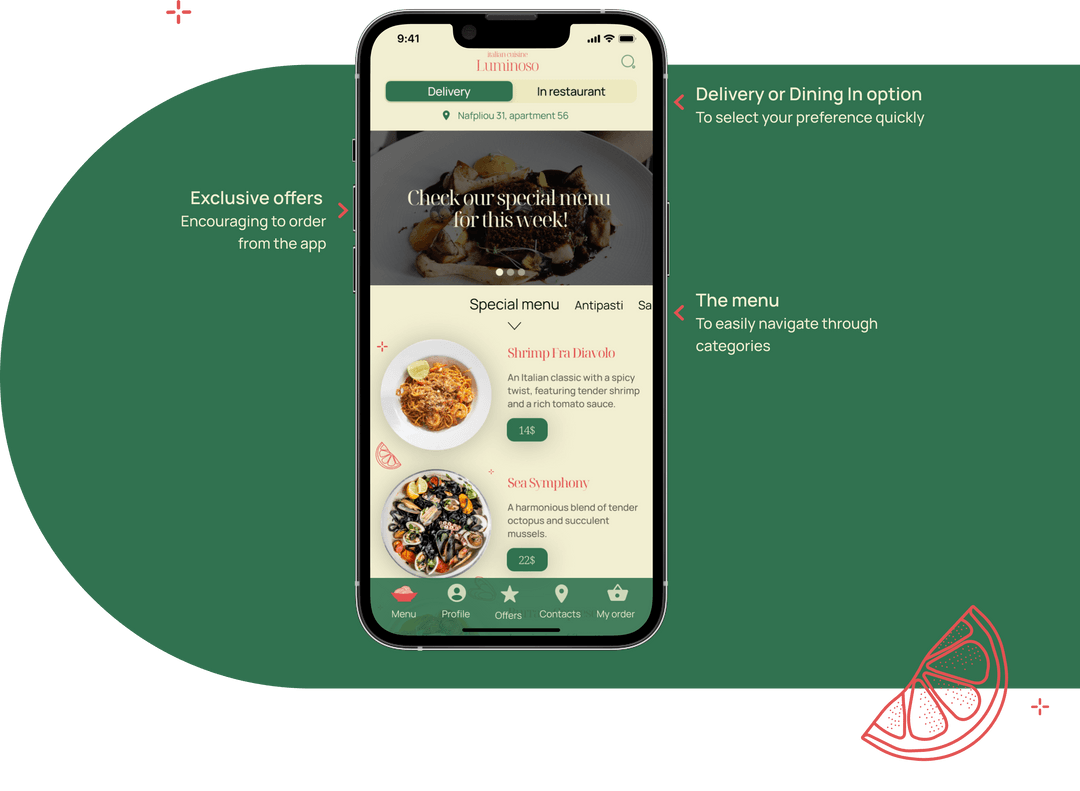 9:41
Italian cuisine
Luminoso
Delivery
In restaurant
Nafpliou 31, apartment 56
Delivery or Dining In option
To select your preference quickly
Exclusive offers
Encouraging to order
from the app
Check our special menu
for this week!
The menu
To easily navigate through
categories
Special menu
Antipasti
Sa
Shrimp Fra Diavolo
An Italian classic with a spicy
twist, featuring tender shrimp
and a rich tomato sauce.
14$
Sea Symphony
A harmonious blend of tender
octopus and succulent
mussels.
22$
Menu
Profile
Offers
Contacts
My order